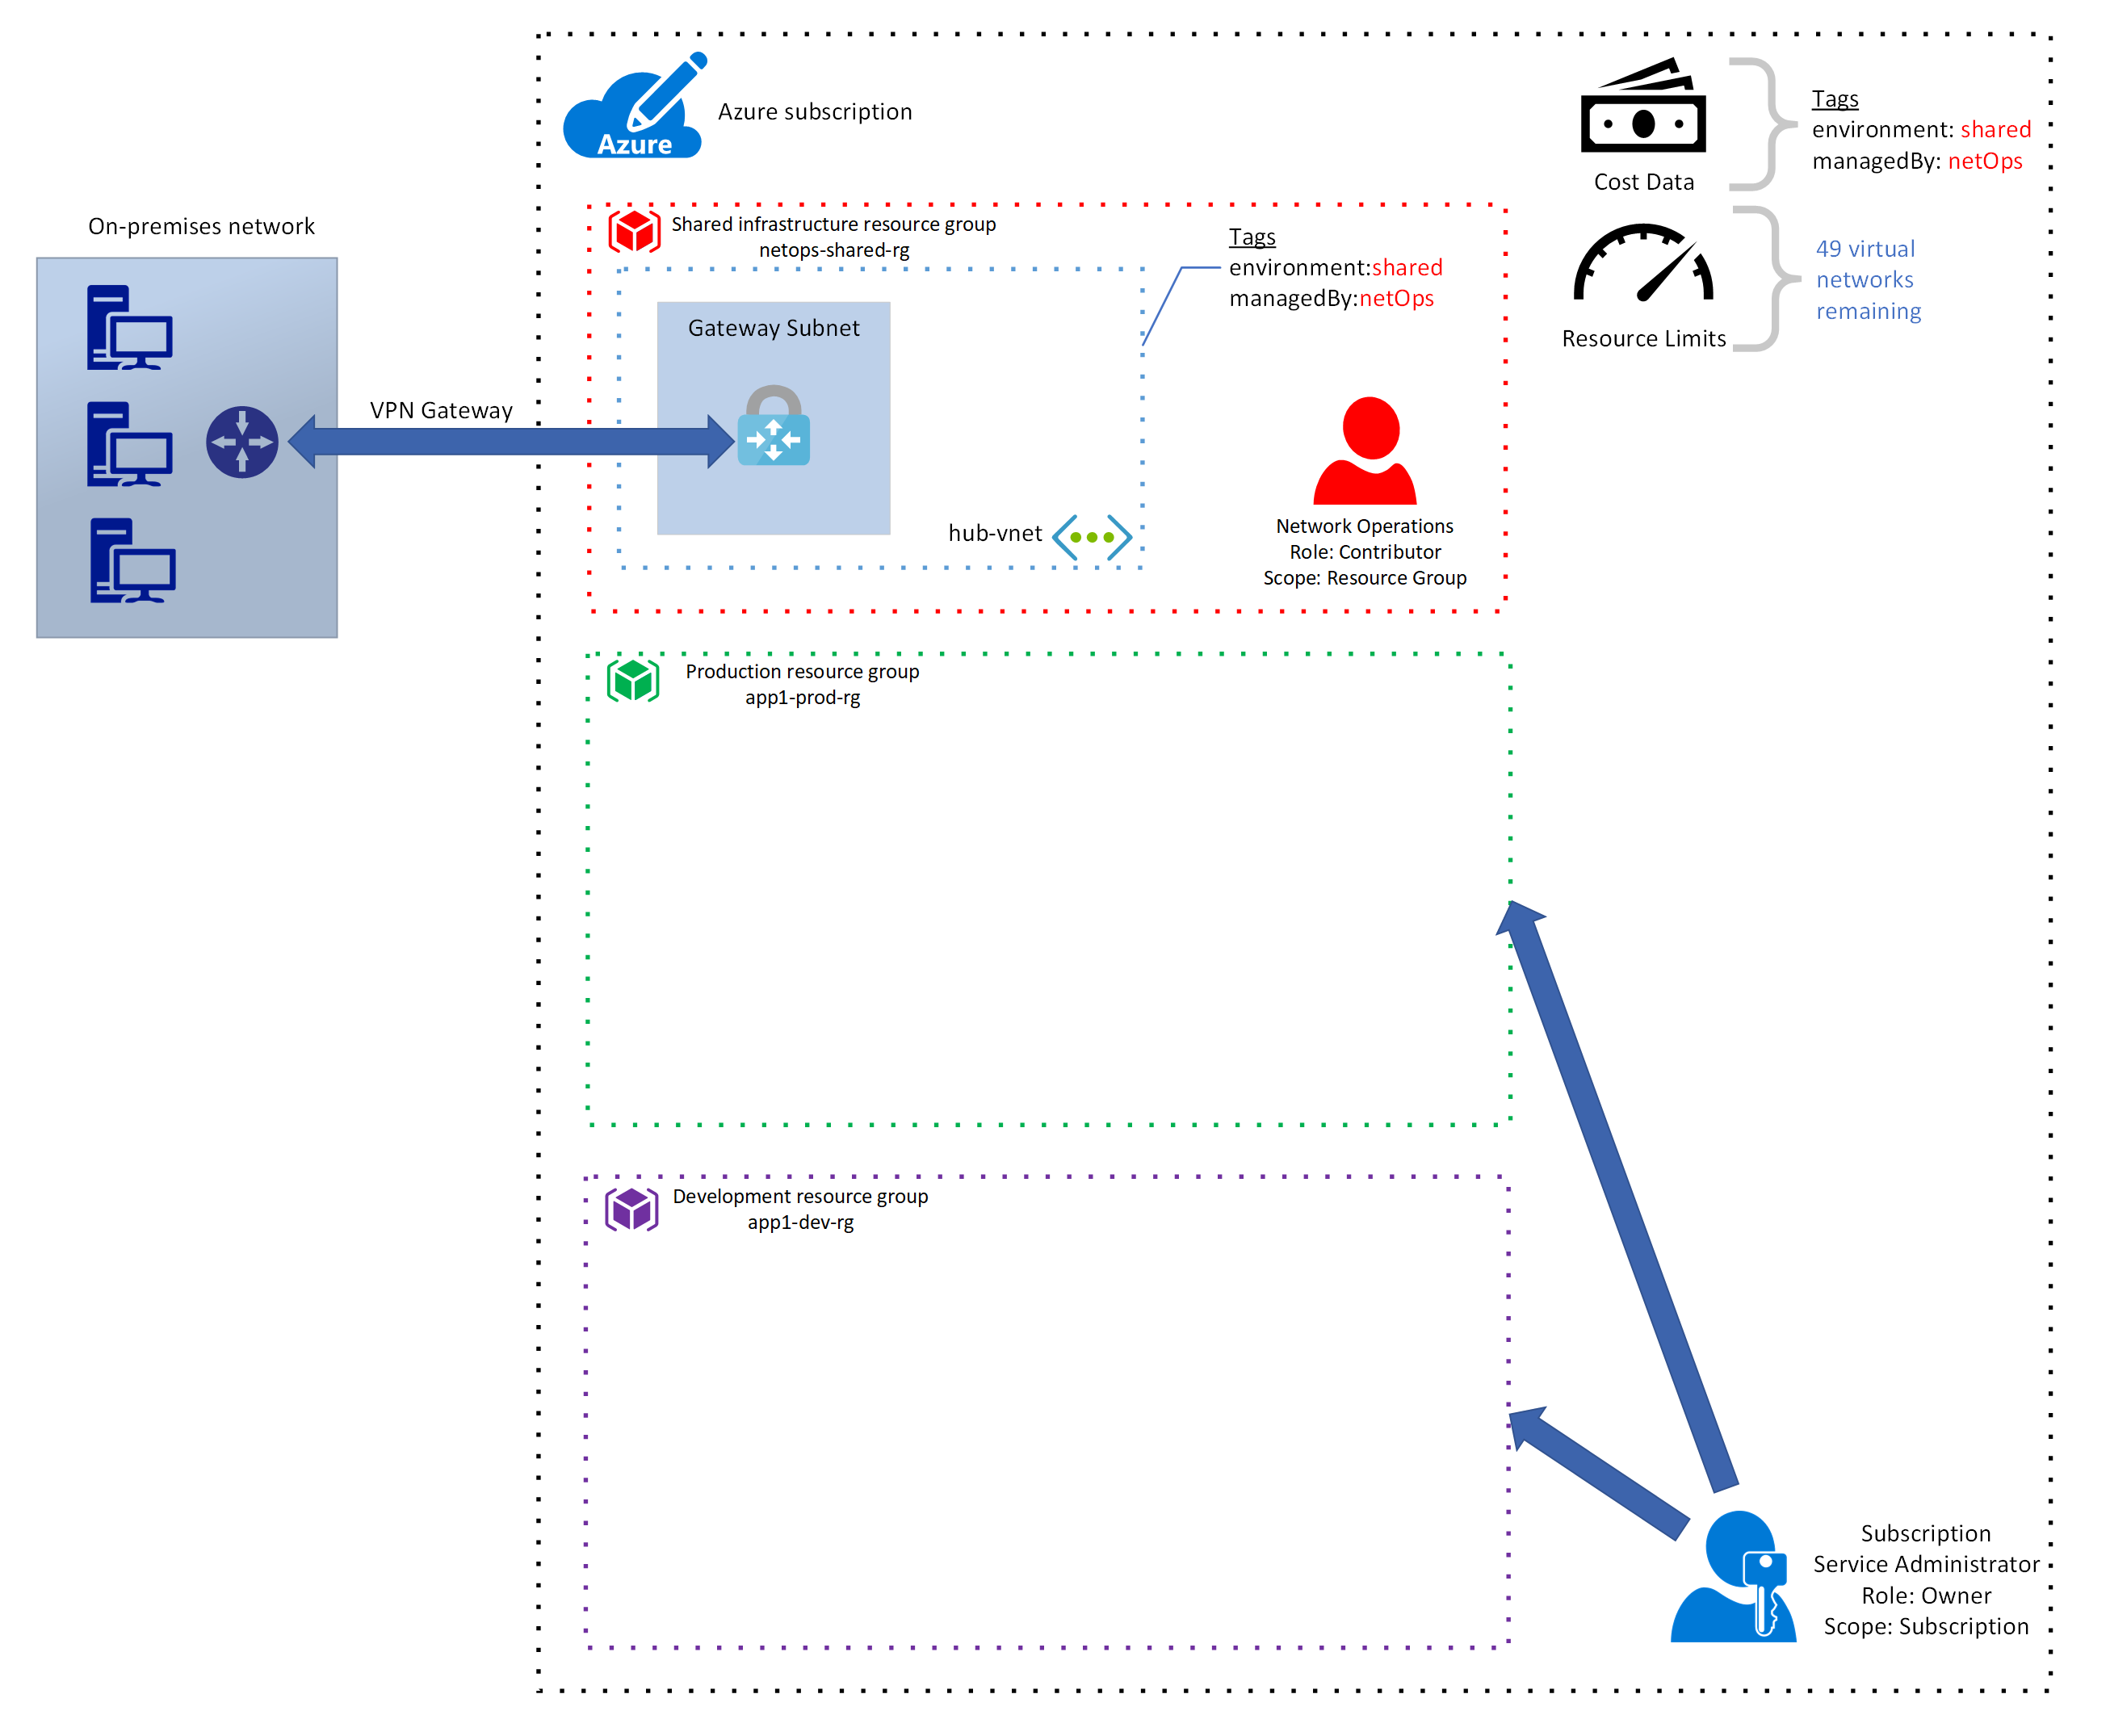 Azure
Azure subscription
Cost Data
Tags
environment: shared
managedBy: netOps
Resource Limits
49 virtual
networks
remaining
On-premises network
VPN Gateway
Shared infrastructure resource group
netops-shared-rg
Gateway Subnet
hub-vnet
Tags
environment:shared
managedBy:netOps
Network Operations
Role: Contributor
Scope: Resource Group
Production resource group
app1-prod-rg
Development resource group
app1-dev-rg
Subscription
Service Administrator
Role: Owner
Scope: Subscription